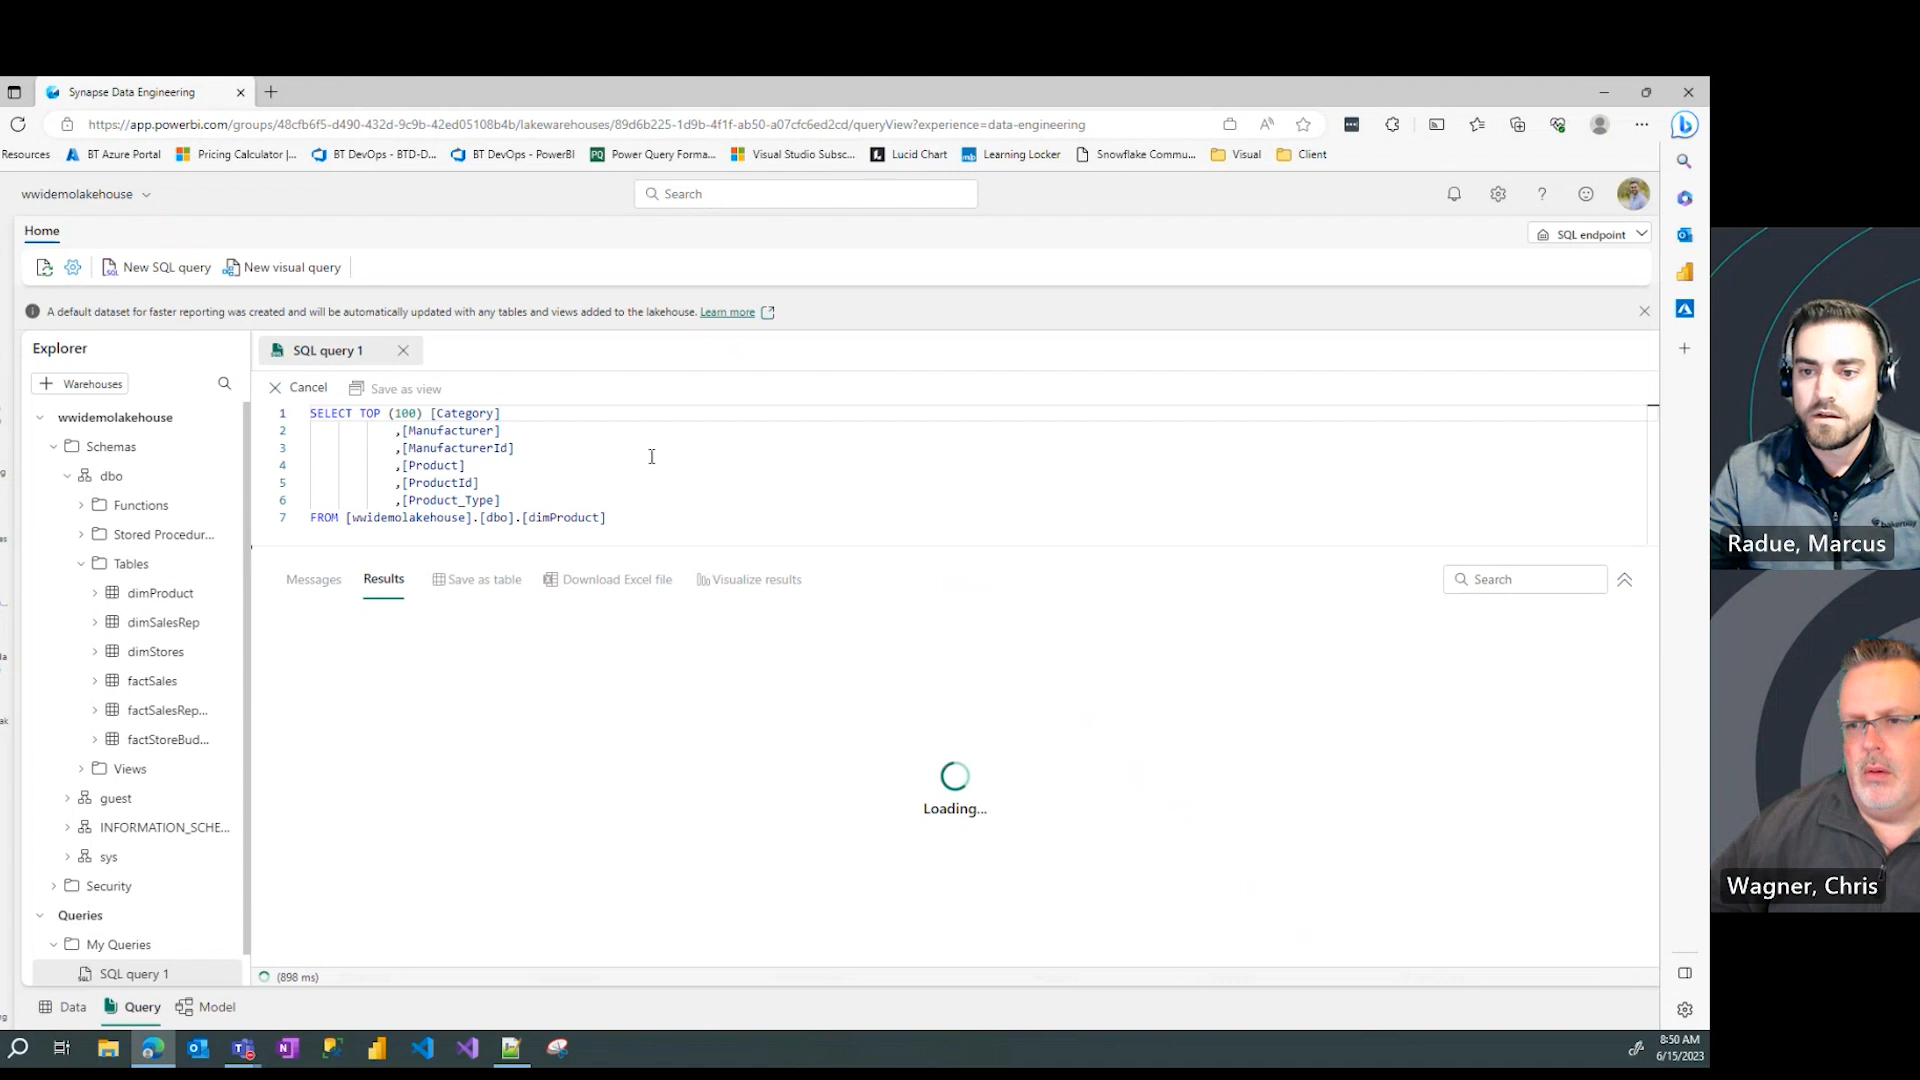 Synapse Data Engineering
https://app.powerbi.com/groups/48cfb6f5-d490-432d-9c9b-42ed05108b4b/lakewarehouses/89d6b225-1d9b-4f1f-ab50-a07cfc6ed2cd/queryView?experience=data-engineering
Resources BT Azure Portal Pricing Calculator |... BT DevOps - BTD-D... BT DevOps - PowerBI Power Query Forma... Visual Studio Subsc... Lucid Chart Learning Locker Snowflake Commu... Visual Client
wwidemolakehouse Search
Home SQL endpoint
New SQL query New visual query
A default dataset for faster reporting was created and will be automatically updated with any tables and views added to the lakehouse. Learn more
Explorer
SQL query 1
+ Warehouses
Cancel Save as view
wwidemolakehouse
Schemas
dbo
Functions
Stored Procedur...
Tables
dimProduct
dimSalesRep
dimStores
factSales
factSalesRep...
factStoreBud...
Views
guest
INFORMATION_SCHE...
sys
Security
Queries
My Queries
SQL query 1
1 SELECT TOP (100) [Category]
2 ,[Manufacturer]
3 ,[ManufacturerId]
4 ,[Product]
5 ,[ProductId]
6 ,[Product_Type]
7 FROM [wwidemolakehouse].[dbo].[dimProduct]
Messages Results Save as table Download Excel file Visualize results Search
Loading...
(898 ms)
Data Query Model
8:50 AM
6/15/2023
Radue, Marcus
Wagner, Chris